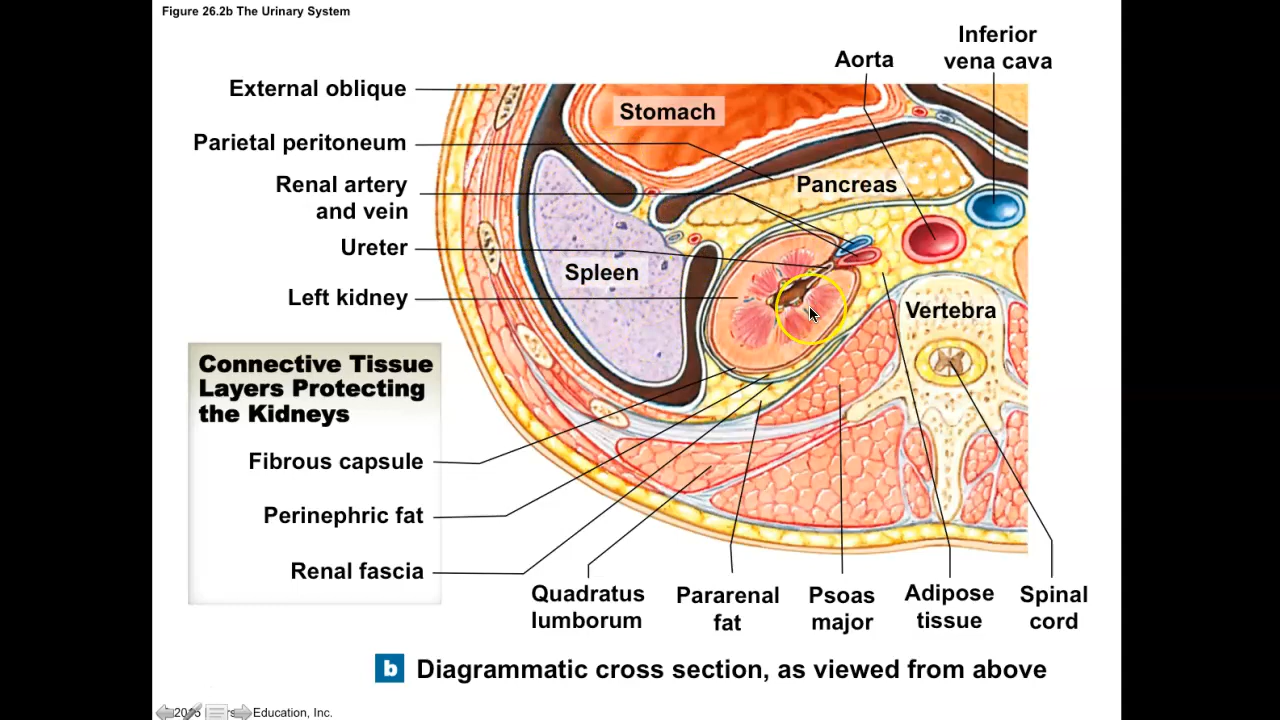 Figure 26.2b The Urinary System
Inferior
vena cava
Aorta
External oblique
Stomach
Parietal peritoneum
Renal artery
and vein
Pancreas
Ureter
Spleen
Left kidney
Vertebra
Connective Tissue
Layers Protecting
the Kidneys
Fibrous capsule
Perinephric fat
Renal fascia
Quadratus
lumborum
Pararenal
fat
Psoas
major
Adipose
tissue
Spinal
cord
b Diagrammatic cross section, as viewed from above
Education, Inc.